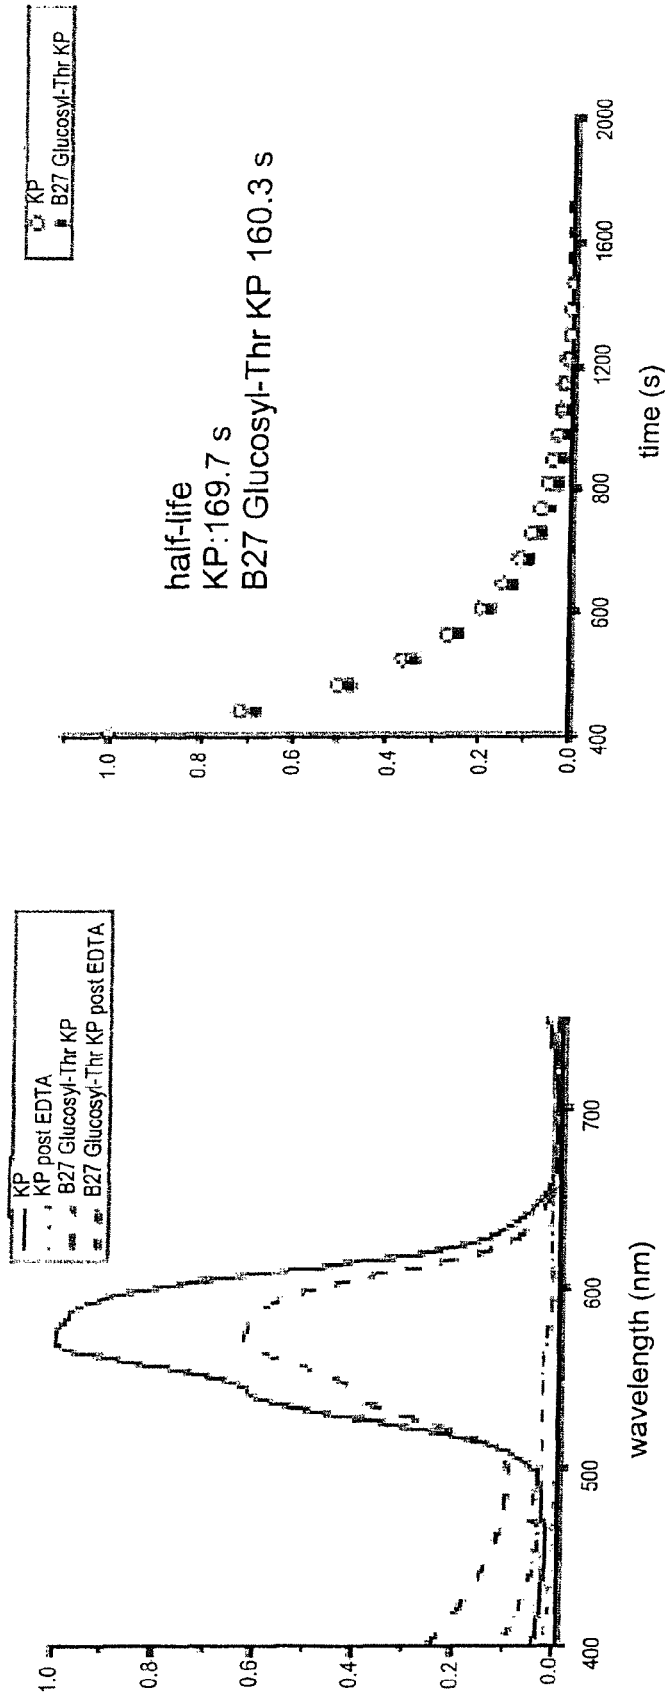 KP
KP post EDTA
B27 Glucosyl-Thr KP
B27 Glucosyl-Thr KP post EDTA
1.0
0.8
0.6
0.4
0.2
0.0
400
500
600
700
wavelength (nm)
KP
B27 Glucosyl-Thr KP
half-life
KP:169.7 s
B27 Glucosyl-Thr KP 160.3 s
1.0
0.8
0.6
0.4
0.2
0.0
400
600
800
1200
1600
2000
time (s)